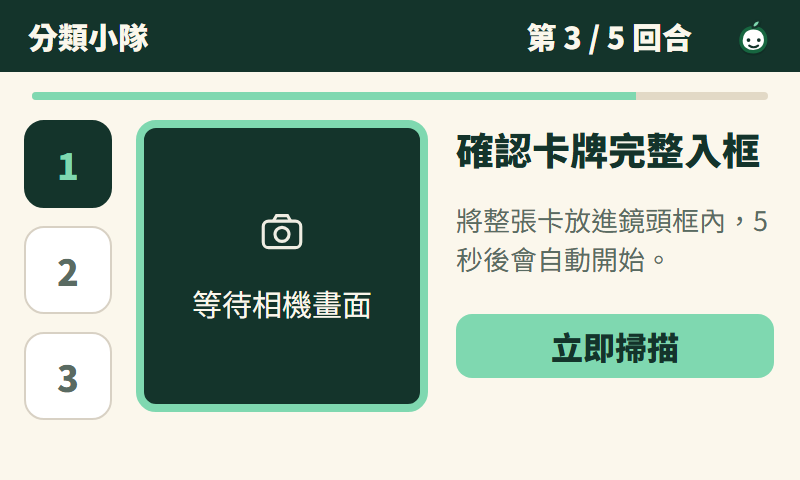 分類小隊
第 3 / 5 回合
1
2
3
等待相機畫面
確認卡牌完整入框
將整張卡放進鏡頭框內，5
秒後會自動開始。
立即掃描